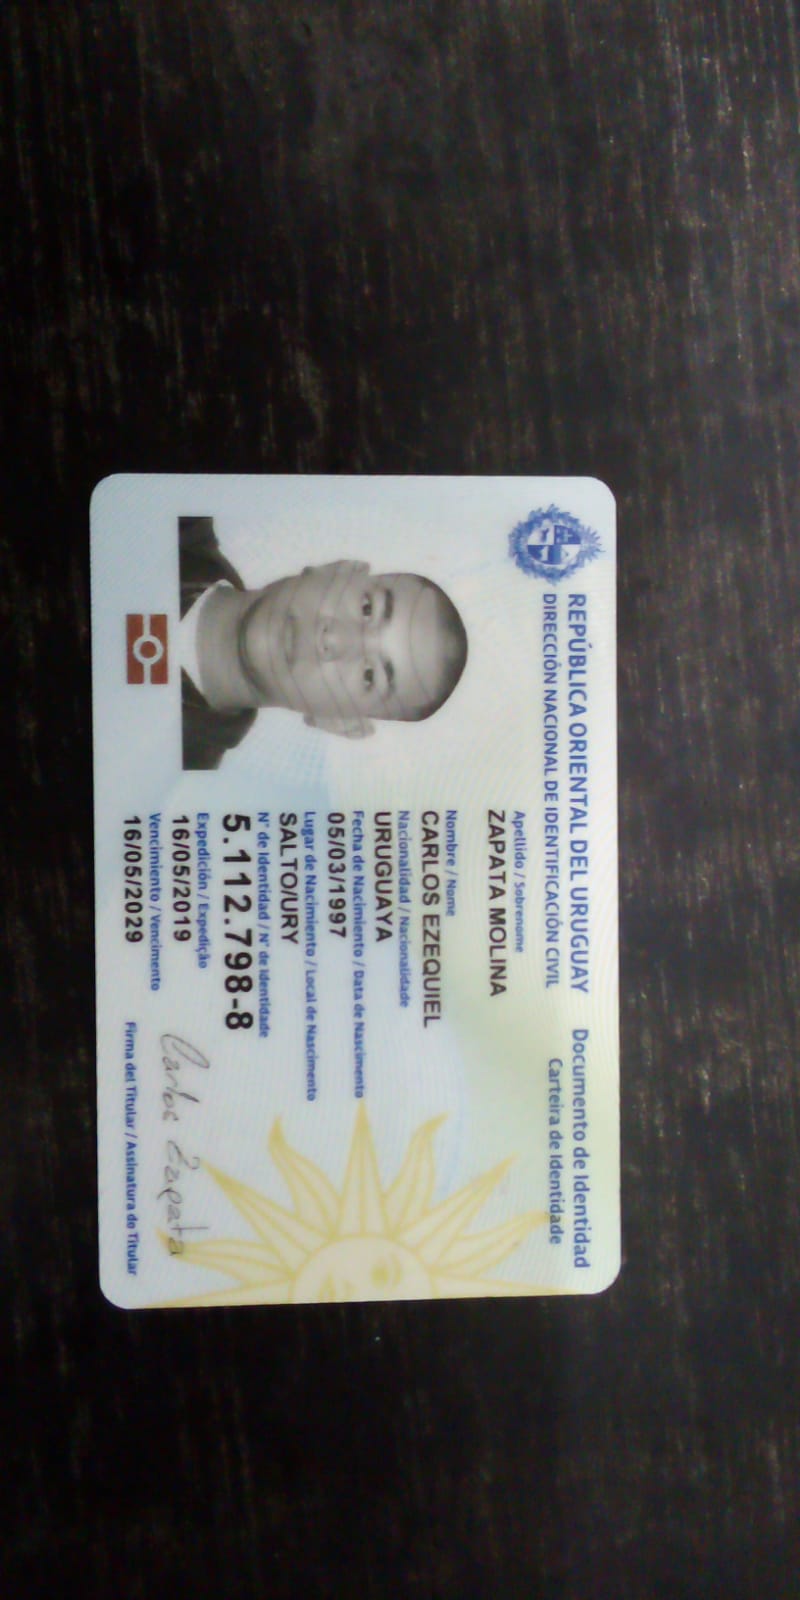 REPÚBLICA ORIENTAL DEL URUGUAY
DIRECCIÓN NACIONAL DE IDENTIFICACIÓN CIVIL
Documento de Identidad
Carteira de Identidade
Apellido / Sobrenome
ZAPATA MOLINA
Nombre / Nome
CARLOS EZEQUIEL
Nacionalidad / Nacionalidade
URUGUAYA
Fecha de Nacimiento / Data de Nascimento
05/03/1997
Lugar de Nacimiento / Local de Nascimento
SALTO/URY
N° de Identidad / N° de Identidade
5.112.798-8
Expedición / Expedição
16/05/2019
Vencimiento / Vencimento
16/05/2029
Carlos Zapata
Firma del Titular / Assinatura do Titular